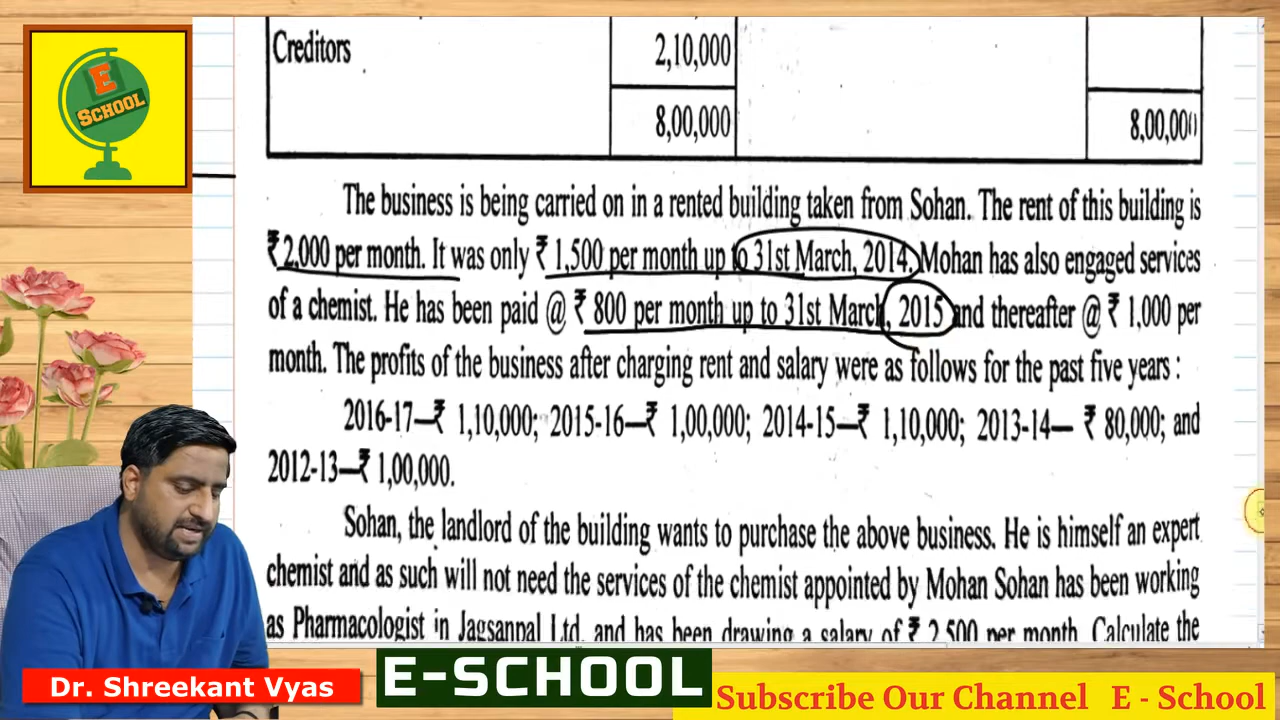 E
SCHOOL
Creditors 2,10,000
8,00,000 8,00,000
The business is being carried on in a rented building taken from Sohan. The rent of this building is
₹ 2,000 per month. It was only ₹ 1,500 per month up to 31st March, 2014. Mohan has also engaged services
of a chemist. He has been paid @ ₹ 800 per month up to 31st March, 2015 and thereafter @ ₹ 1,000 per
month. The profits of the business after charging rent and salary were as follows for the past five years :
2016-17—₹ 1,10,000; 2015-16—₹ 1,00,000; 2014-15—₹ 1,10,000; 2013-14— ₹ 80,000; and
2012-13—₹ 1,00,000.
Sohan, the landlord of the building wants to purchase the above business. He is himself an expert
chemist and as such will not need the services of the chemist appointed by Mohan Sohan has been working
as Pharmacologist in Jagsanpal Ltd. and has been drawing a salary of ₹ 2,500 per month. Calculate the
Dr. Shreekant Vyas
E-SCHOOL
Subscribe Our Channel E - School